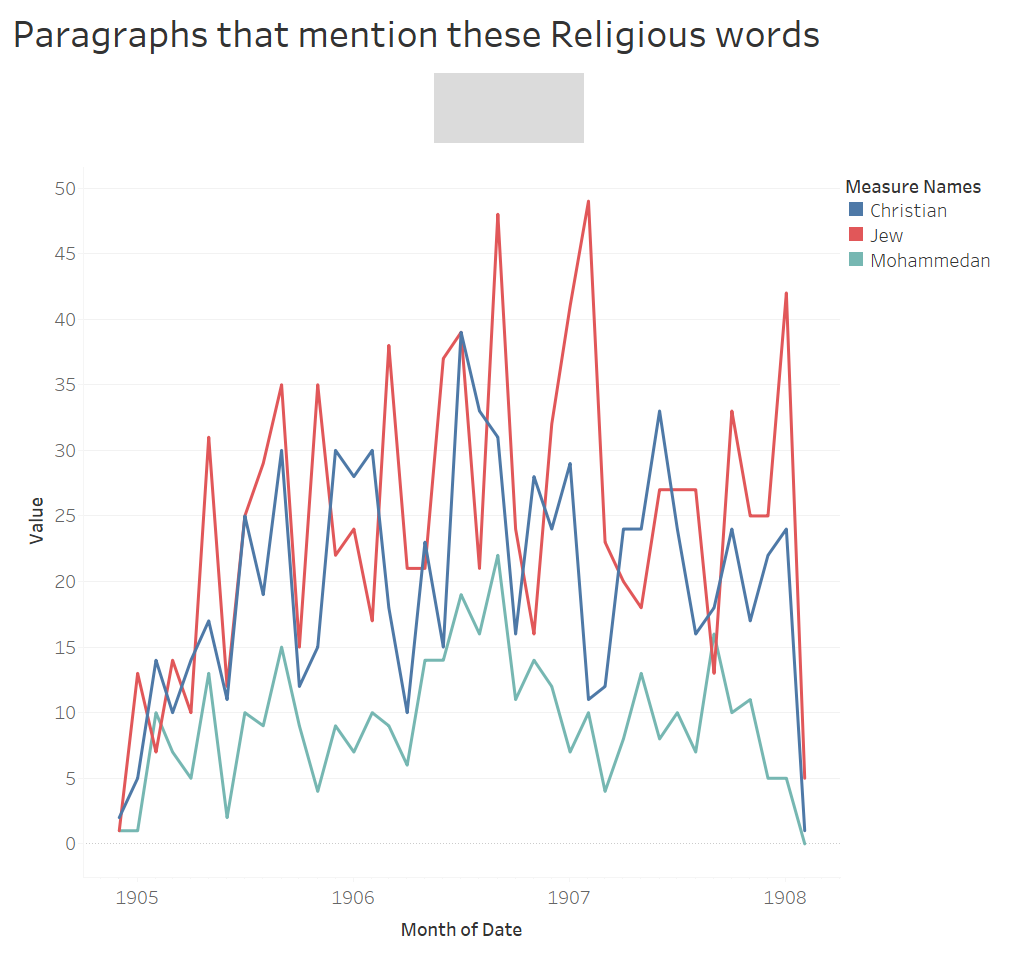 Paragraphs that mention these Religious words
Measure Names
Christian
Jew
Mohammedan
50
45
40
35
30
25
20
15
10
5
0
Value
1905 1906 1907 1908
Month of Date